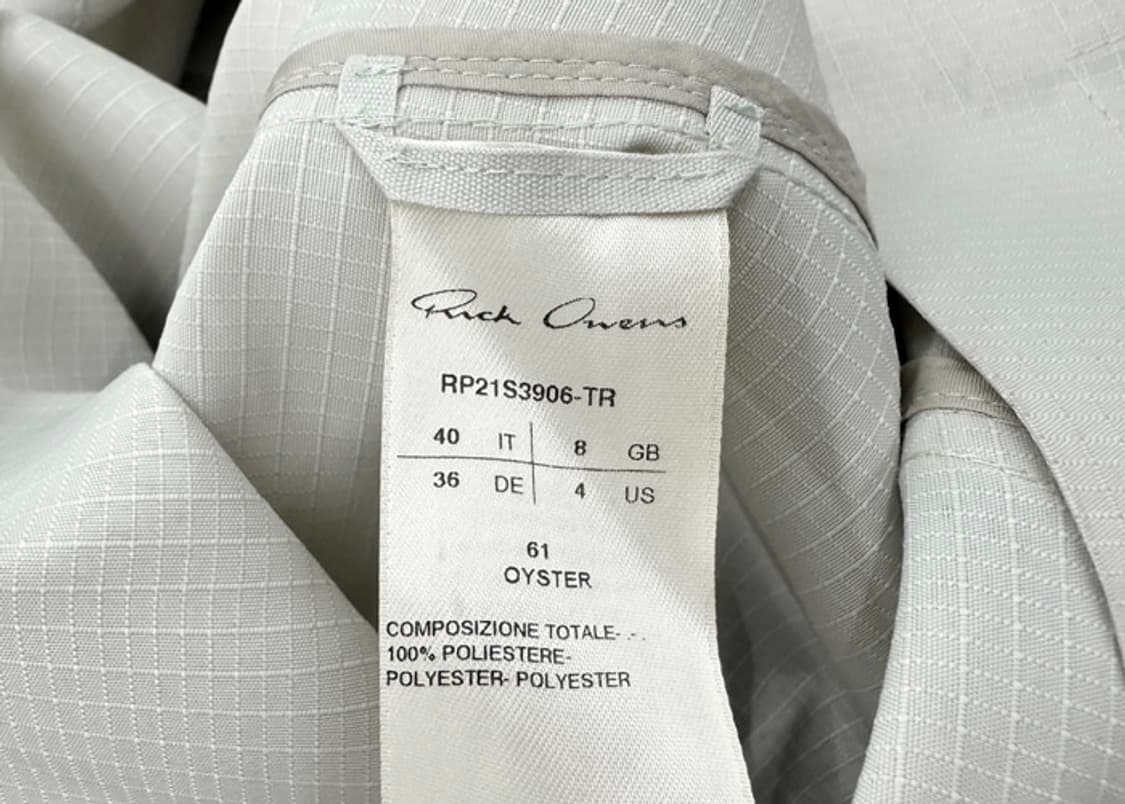 Rick Owens
RP21S3906-TR
40 IT 8 GB
36 DE 4 US
61
OYSTER
COMPOSIZIONE TOTALE- - .
100% POLIESTERE-
POLYESTER- POLYESTER